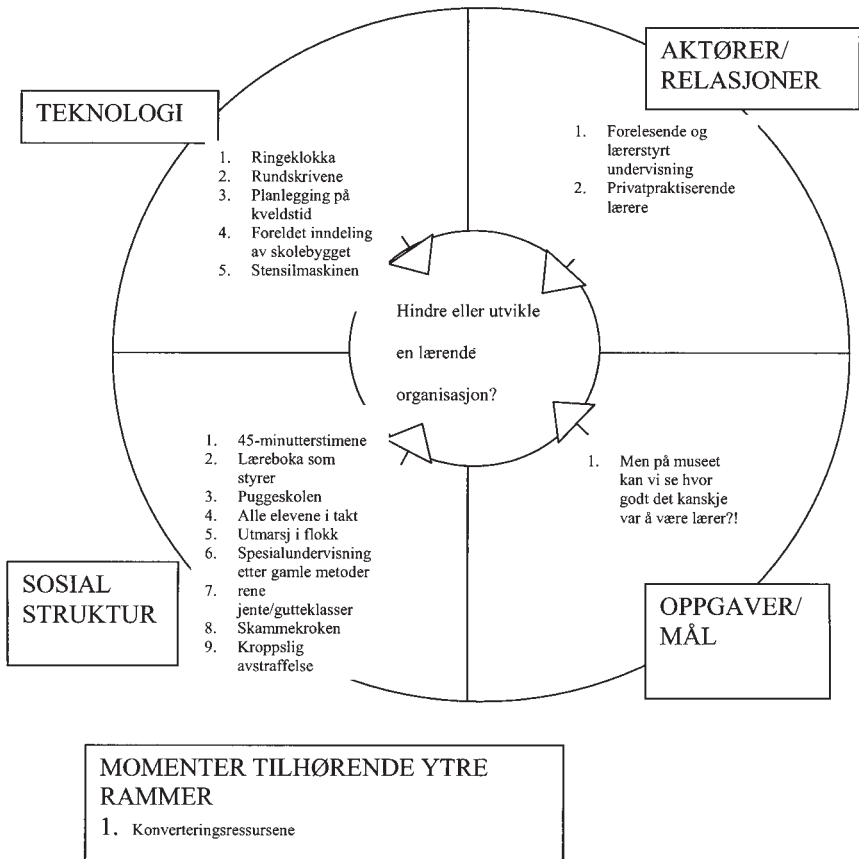 TEKNOLOGI
1. Ringeklokka
2. Rundskrivene
3. Planlegging på
kveldstid
4. Foreldet inndeling
av skolebygget
5. Stensilmaskinen
AKTØRER/
RELASJONER
1. Forelesende og
lærerstyrt
undervisning
2. Privatpraktiserende
lærere
Hindre eller utvikle
en lærende
organisasjon?
1. 45-minutterstimene
2. Læreboka som
styrer
3. Puggeskolen
4. Alle elevene i takt
5. Utmarsj i flokk
6. Spesialundervisning
etter gamle metoder
7. rene
jente/gutteklasser
8. Skammekroken
9. Kroppslig
avstraffelse
SOSIAL
STRUKTUR
1. Men på museet
kan vi se hvor
godt det kanskje
var å være lærer?!
OPPGAVER/
MÅL
MOMENTER TILHØRENDE YTRE
RAMMER
1. Konverteringsressursene